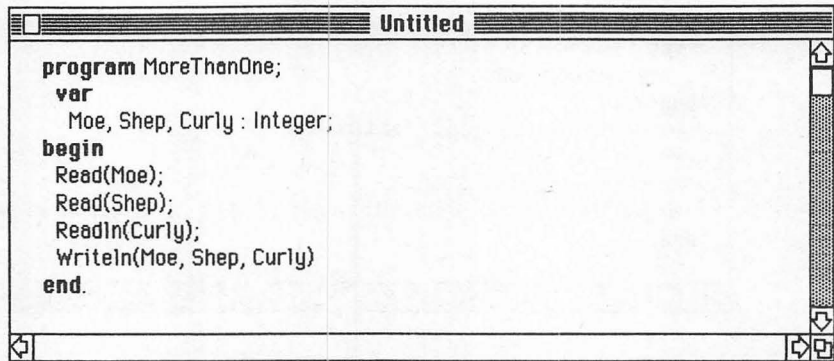 Untitled
program MoreThanOne;
var
Moe, Shep, Curly : Integer;
begin
Read(Moe);
Read(Shep);
Readln(Curly);
Writeln(Moe, Shep, Curly)
end.